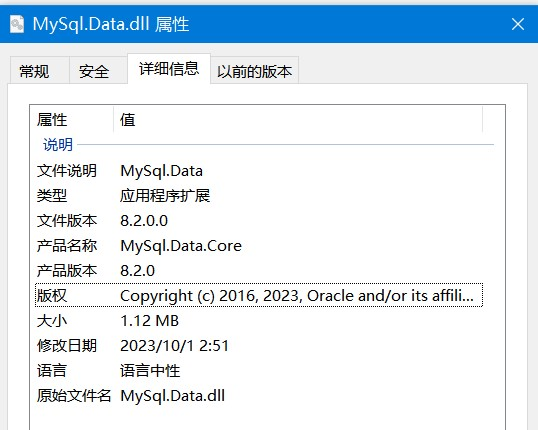 MySql.Data.dll 属性
常规 安全 详细信息 以前的版本
属性 值
说明
文件说明 MySql.Data
类型 应用程序扩展
文件版本 8.2.0.0
产品名称 MySql.Data.Core
产品版本 8.2.0
版权 Copyright (c) 2016, 2023, Oracle and/or its affili...
大小 1.12 MB
修改日期 2023/10/1 2:51
语言 语言中性
原始文件名 MySql.Data.dll